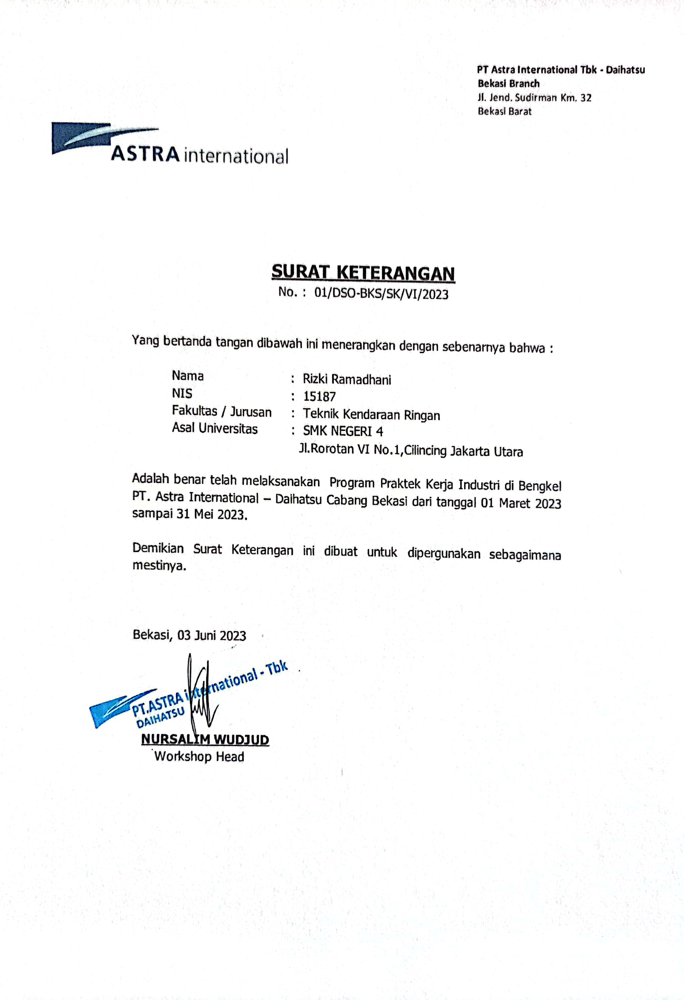 PT Astra International Tbk - Daihatsu
Bekasi Branch
Jl. Jend. Sudirman Km. 32
Bekasi Barat
ASTRA international
SURAT KETERANGAN
No. : 01/DSO-BKS/SK/VI/2023
Yang bertanda tangan dibawah ini menerangkan dengan sebenarnya bahwa :
Nama : Rizki Ramadhani
NIS : 15187
Fakultas / Jurusan : Teknik Kendaraan Ringan
Asal Universitas : SMK NEGERI 4
Jl.Rorotan VI No.1,Cilincing Jakarta Utara
Adalah benar telah melaksanakan Program Praktek Kerja Industri di Bengkel
PT. Astra International – Daihatsu Cabang Bekasi dari tanggal 01 Maret 2023
sampai 31 Mei 2023.
Demikian Surat Keterangan ini dibuat untuk dipergunakan sebagaimana
mestinya.
Bekasi, 03 Juni 2023
PT.ASTRA international - Tbk
DAIHATSU
NURSALIM WUDJUD
Workshop Head